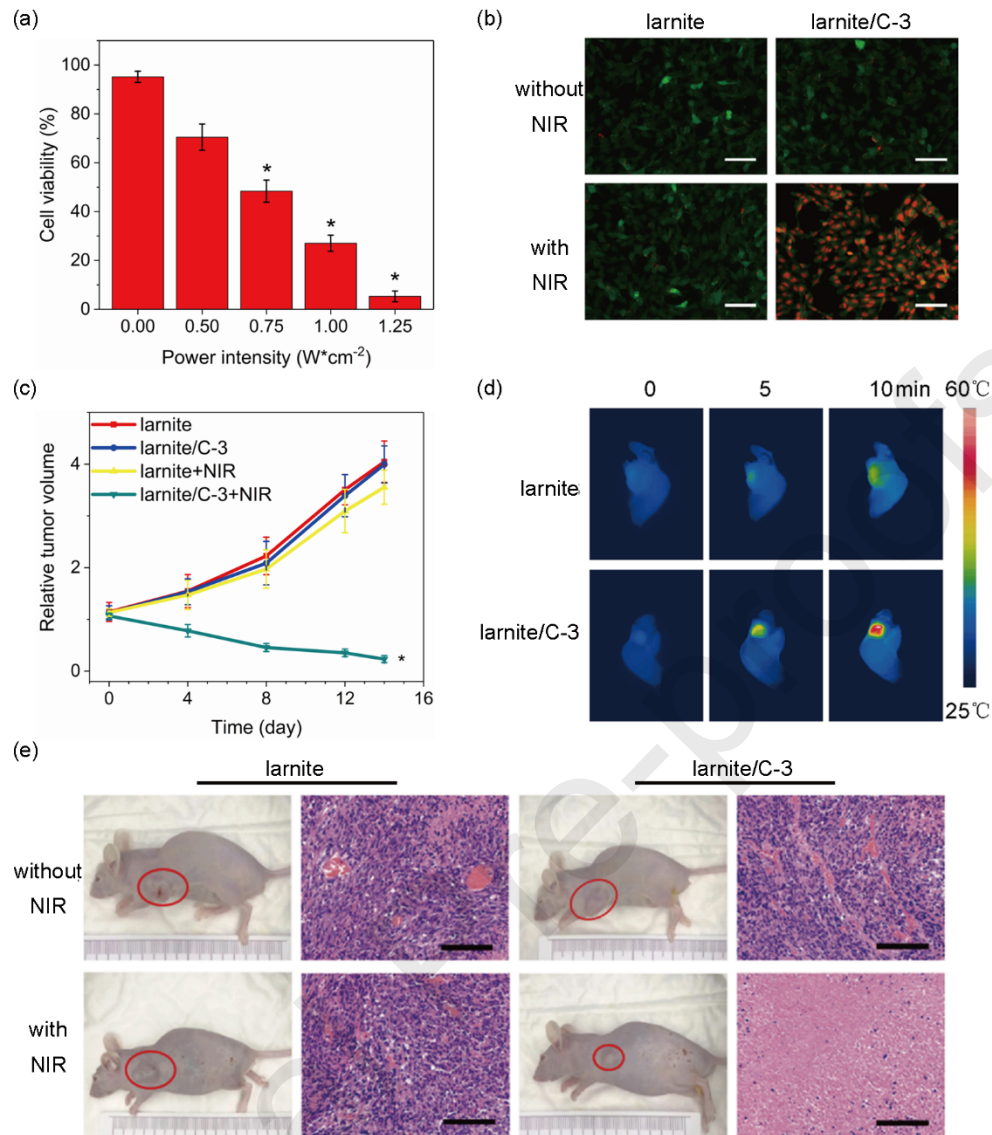 (a)
100
80
60
40
20
0
Cell viability (%)
*
*
*
0.00 0.50 0.75 1.00 1.25
Power intensity (W*cm-2)
(b)
larnite larnite/C-3
without
NIR
with
NIR
(c)
larnite
larnite/C-3
larnite+NIR
larnite/C-3+NIR
4
2
0
Relative tumor volume
*
0 4 8 12 16
Time (day)
(d)
0 5 10min 60℃
larnite
larnite/C-3
25℃
(e)
larnite larnite/C-3
without
NIR
with
NIR